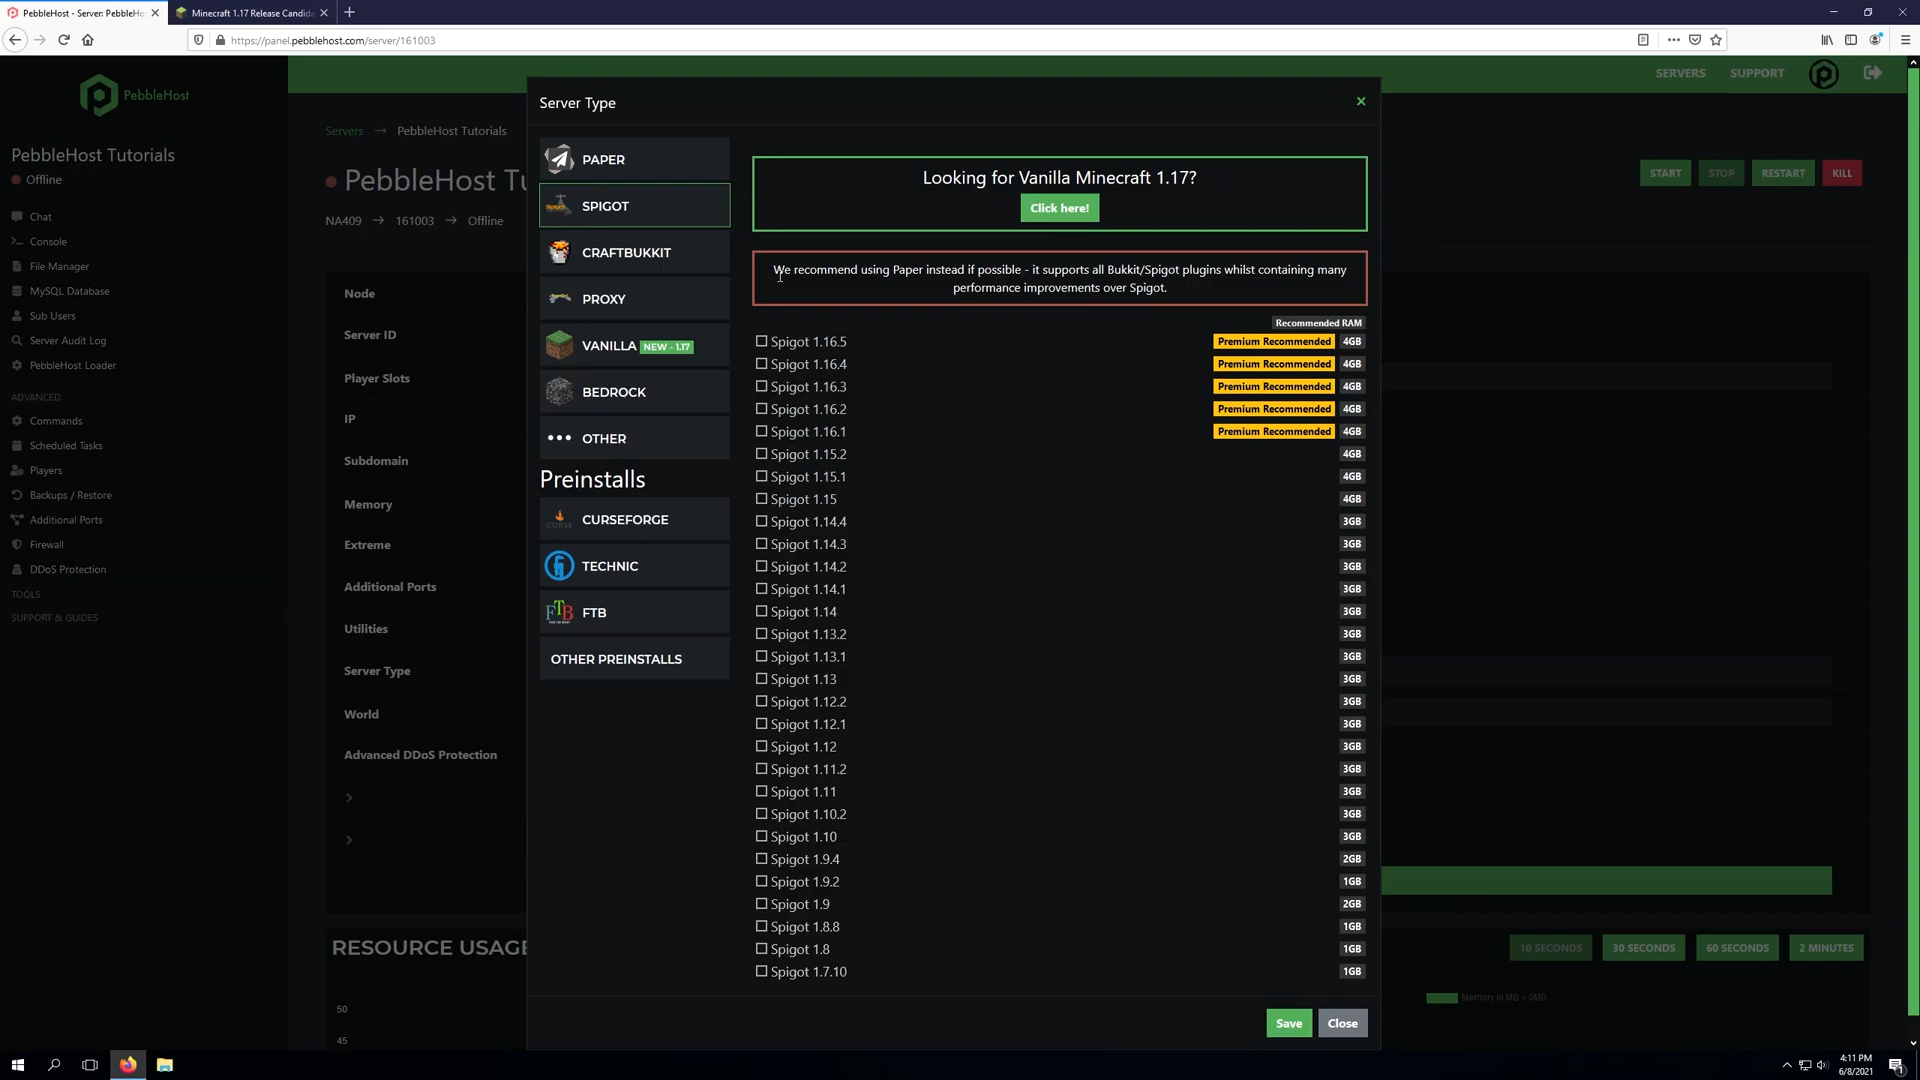 PebbleHost - Server: PebbleHo
Minecraft 1.17 Release Candida
https://panel.pebblehost.com/server/161003
PebbleHost
SERVERS
SUPPORT
PebbleHost Tutorials
Offline
Chat
Console
File Manager
MySQL Database
Sub Users
Server Audit Log
PebbleHost Loader
ADVANCED
Commands
Scheduled Tasks
Players
Backups / Restore
Additional Ports
Firewall
DDoS Protection
TOOLS
SUPPORT & GUIDES
Servers → PebbleHost Tutorials
PebbleHost Tu
NA409 → 161003 → Offline
START
STOP
RESTART
KILL
Node
Server ID
Player Slots
IP
Subdomain
Memory
Extreme
Additional Ports
Utilities
Server Type
World
Advanced DDoS Protection
RESOURCE USAGE
50
45
10 SECONDS
30 SECONDS
60 SECONDS
2 MINUTES
Memory in MB = 0MB
Server Type
PAPER
SPIGOT
Spigot
CRAFTBUKKIT
PROXY
VANILLA NEW - 1.17
BEDROCK
OTHER
Preinstalls
CURSE
CURSEFORGE
TECHNIC
FTB
FTB
OTHER PREINSTALLS
Looking for Vanilla Minecraft 1.17?
Click here!
We recommend using Paper instead if possible - it supports all Bukkit/Spigot plugins whilst containing many
performance improvements over Spigot.
Recommended RAM
Spigot 1.16.5 Premium Recommended 4GB
Spigot 1.16.4 Premium Recommended 4GB
Spigot 1.16.3 Premium Recommended 4GB
Spigot 1.16.2 Premium Recommended 4GB
Spigot 1.16.1 Premium Recommended 4GB
Spigot 1.15.2 4GB
Spigot 1.15.1 4GB
Spigot 1.15 4GB
Spigot 1.14.4 3GB
Spigot 1.14.3 3GB
Spigot 1.14.2 3GB
Spigot 1.14.1 3GB
Spigot 1.14 3GB
Spigot 1.13.2 3GB
Spigot 1.13.1 3GB
Spigot 1.13 3GB
Spigot 1.12.2 3GB
Spigot 1.12.1 3GB
Spigot 1.12 3GB
Spigot 1.11.2 3GB
Spigot 1.11 3GB
Spigot 1.10.2 3GB
Spigot 1.10 3GB
Spigot 1.9.4 2GB
Spigot 1.9.2 1GB
Spigot 1.9 2GB
Spigot 1.8.8 1GB
Spigot 1.8 1GB
Spigot 1.7.10 1GB
Save
Close
4:11 PM
6/8/2021